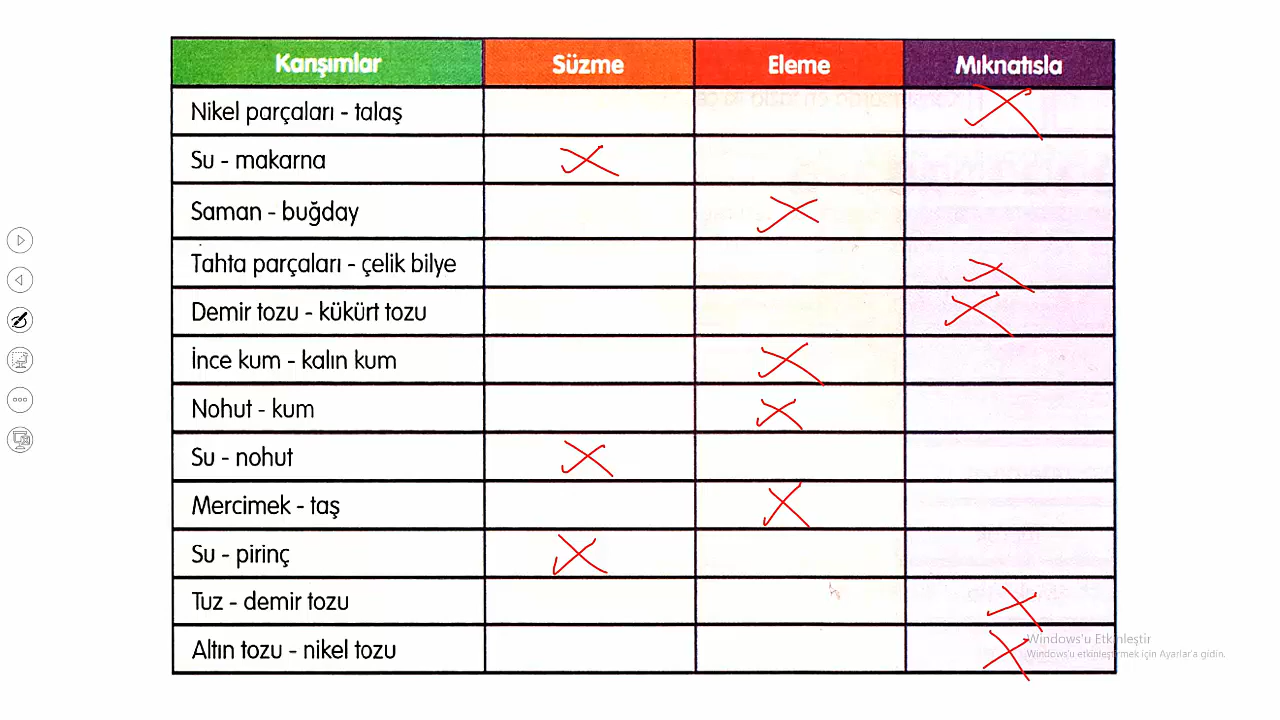 Karışımlar Süzme Eleme Mıknatısla
Nikel parçaları - talaş
Su - makarna
Saman - buğday
Tahta parçaları - çelik bilye
Demir tozu - kükürt tozu
İnce kum - kalın kum
Nohut - kum
Su - nohut
Mercimek - taş
Su - pirinç
Tuz - demir tozu
Altın tozu - nikel tozu
Windows'u Etkinleştir
Windows'u etkinleştirmek için Ayarlar'a gidin.